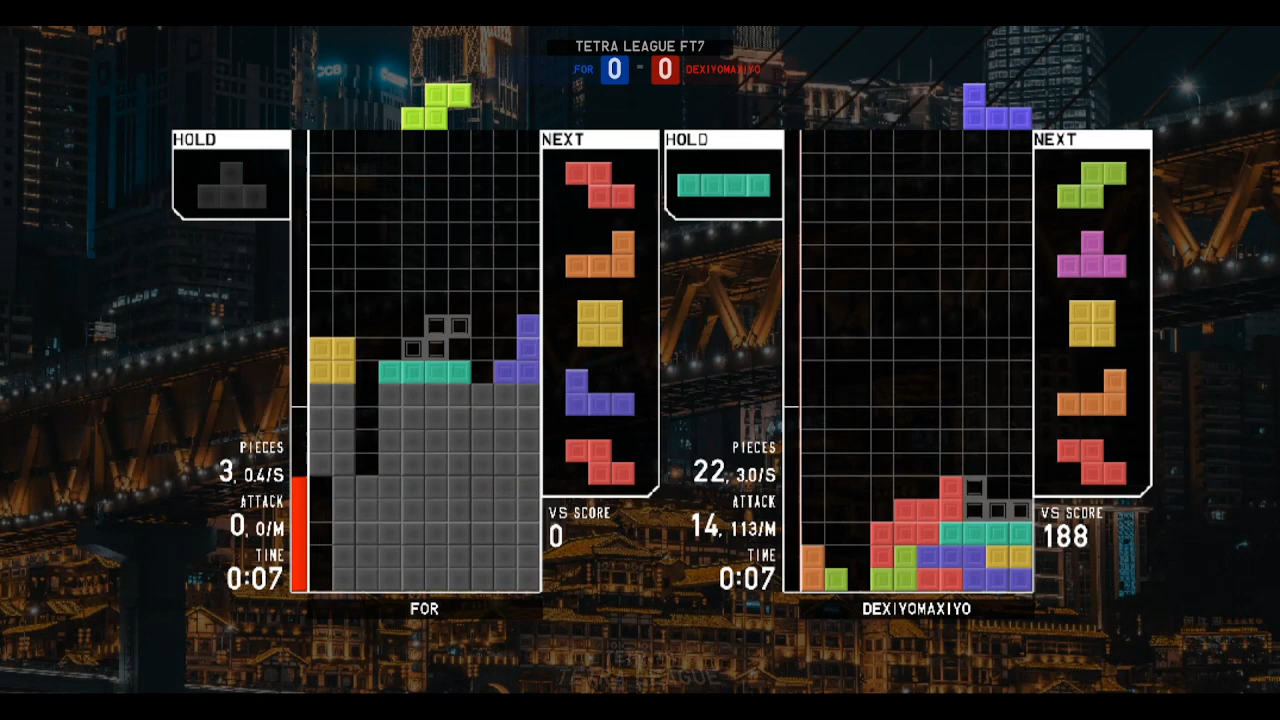 TETRA LEAGUE FT7
FOR 0 - 0 DEXIYOMAXIYO
HOLD
NEXT
PIECES
3, 0.4/S
ATTACK
0, 0/M
TIME
0:07
VS SCORE
0
FOR
HOLD
NEXT
PIECES
22, 3.0/S
ATTACK
14, 113/M
TIME
0:07
VS SCORE
188
DEXIYOMAXIYO
TETRA LEAGUE